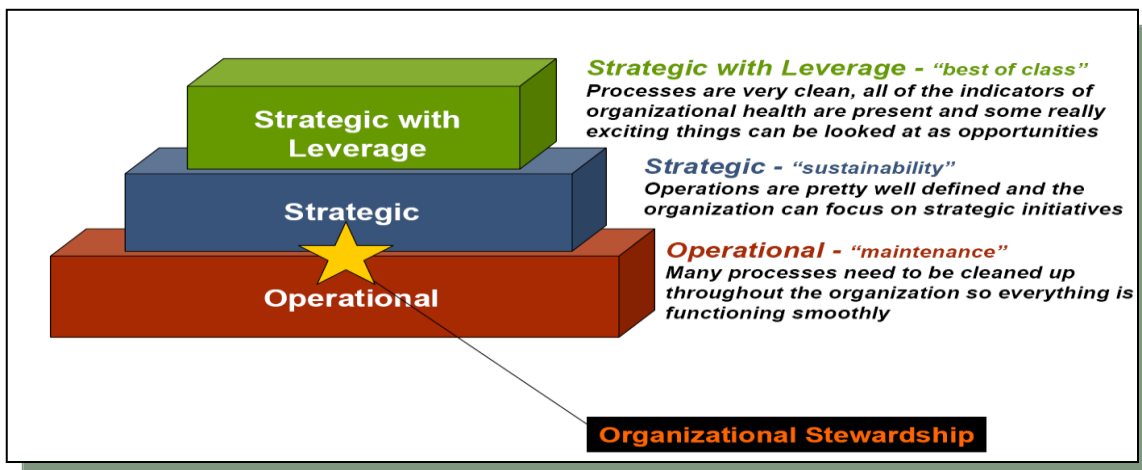 Strategic with
Leverage
Strategic
Operational
Strategic with Leverage - “best of class”
Processes are very clean, all of the indicators of
organizational health are present and some really
exciting things can be looked at as opportunities
Strategic - “sustainability”
Operations are pretty well defined and the
organization can focus on strategic initiatives
Operational - “maintenance”
Many processes need to be cleaned up
throughout the organization so everything is
functioning smoothly
Organizational Stewardship